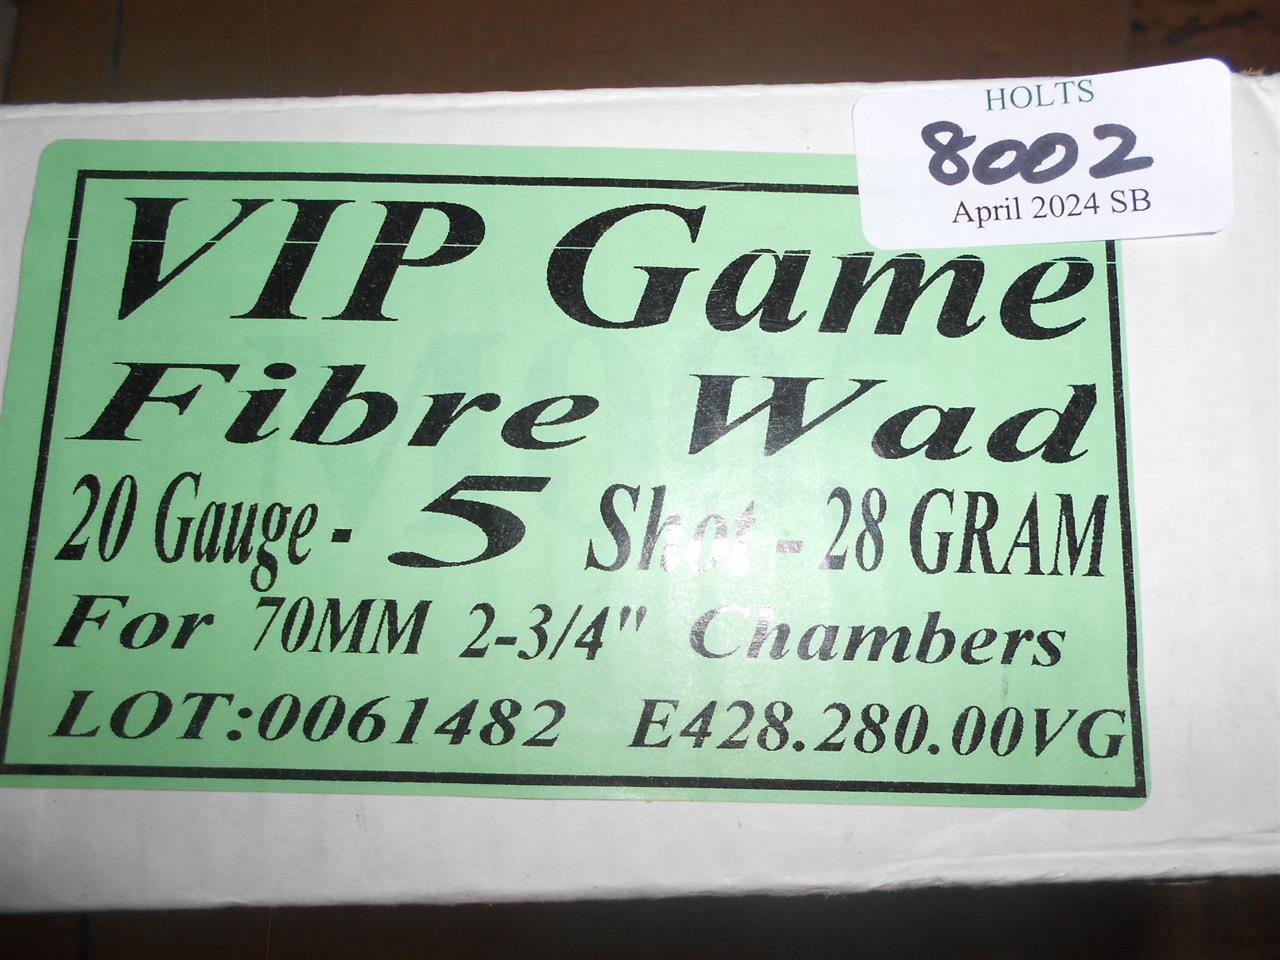 HOLTS
8002
April 2024 SB
VIP Game
Fibre Wad
20 Gauge - 5 Shot - 28 GRAM
For 70MM 2-3/4" Chambers
LOT:0061482 E428.280.00VG